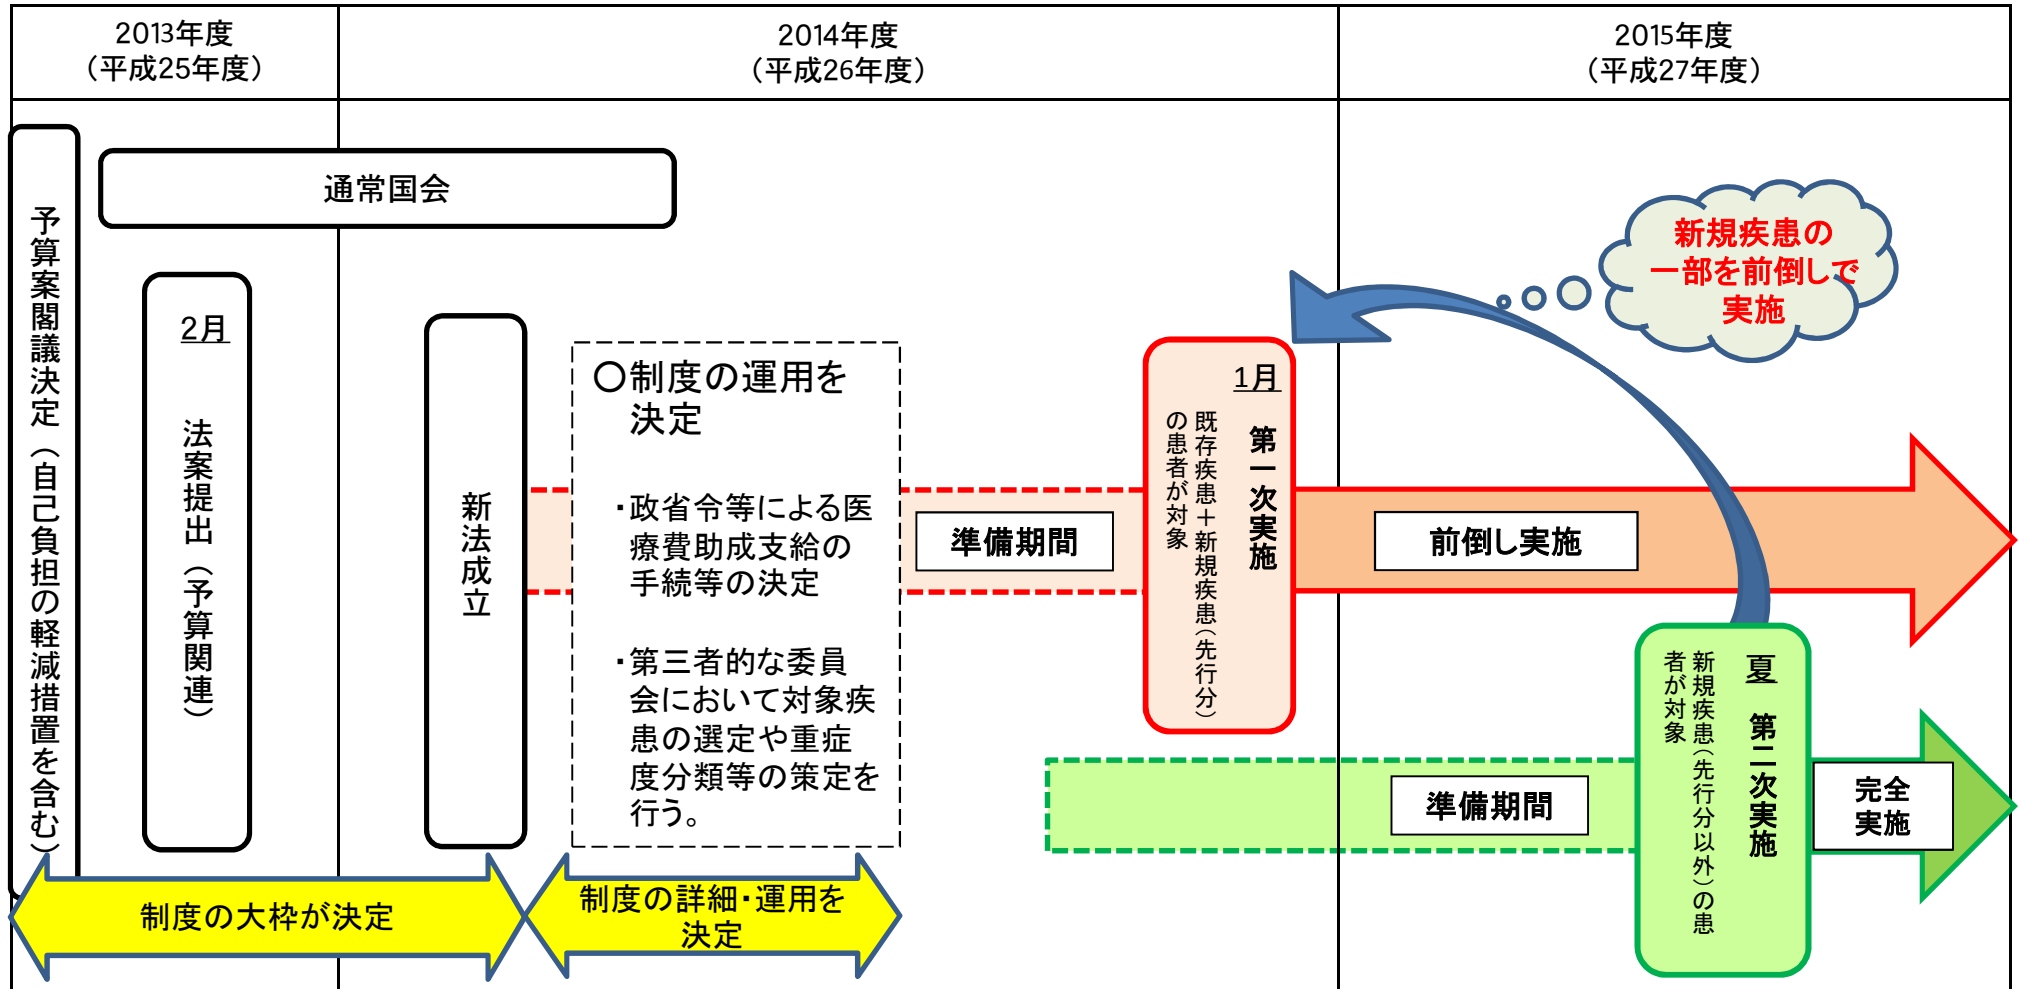 2013年度
（平成25年度）
2014年度
（平成26年度）
2015年度
（平成27年度）
予算案閣議決定（自己負担の軽減措置を含む）
通常国会
2月
法案提出（予算関連）
新法成立
〇制度の運用を
決定
・政省令等による医
療費助成支給の
手続等の決定
・第三者的な委員
会において対象疾
患の選定や重症
度分類等の策定を
行う。
準備期間
1月
第一次実施
既存疾患＋新規疾患（先行分）
の患者が対象
前倒し実施
新規疾患の
一部を前倒しで
実施
準備期間
夏 第二次実施
新規疾患（先行分以外）の患
者が対象
完全
実施
制度の大枠が決定
制度の詳細・運用を
決定